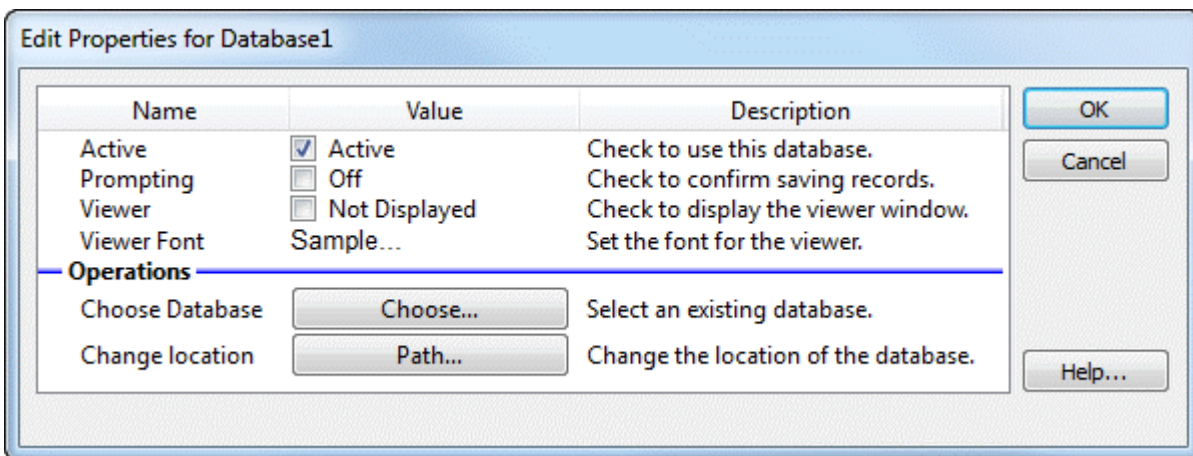 Edit Properties for Database1
Name Value Description OK
Active Active Check to use this database.
Cancel
Prompting Off Check to confirm saving records.
Viewer Not Displayed Check to display the viewer window.
Viewer Font Sample... Set the font for the viewer.
Operations
Choose Database Choose... Select an existing database.
Change location Path... Change the location of the database.
Help...